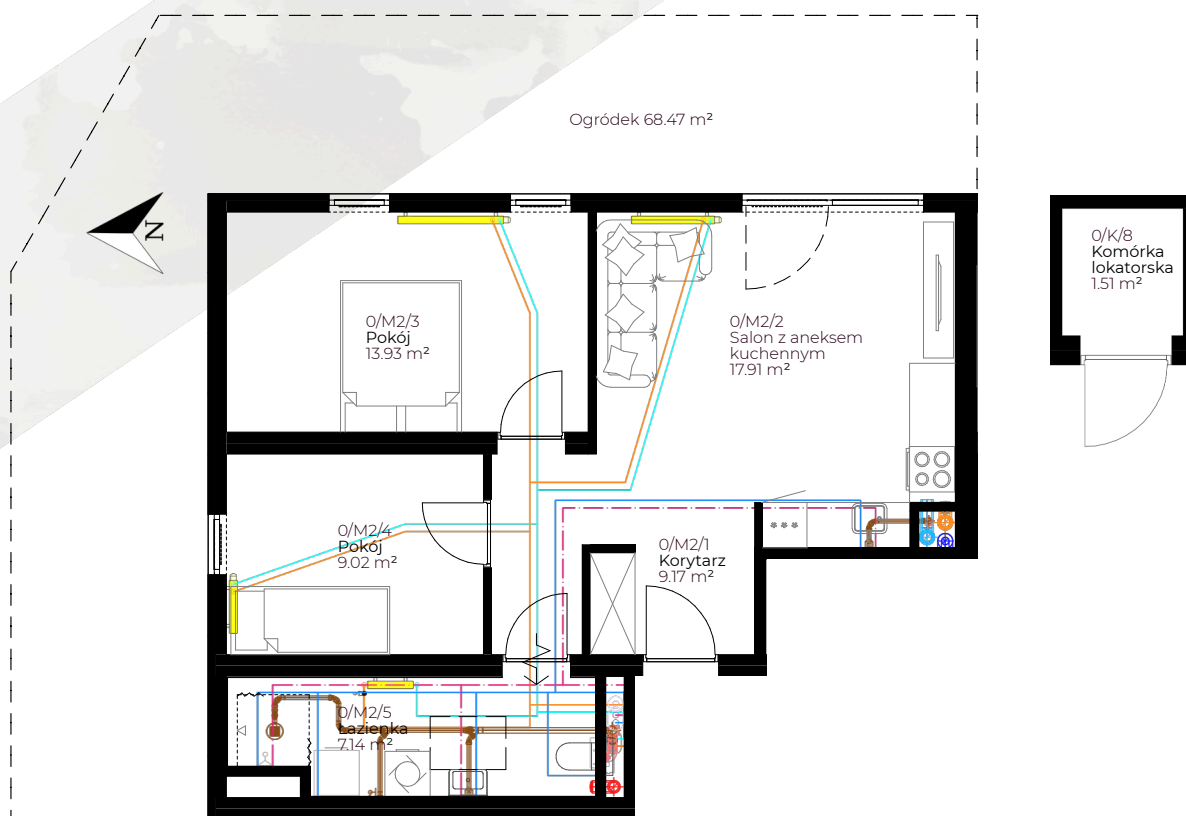 Ogródek 68.47 m²
N
0/K/8
Komórka
lokatorska
1.51 m²
0/M2/3
Pokój
13.93 m²
0/M2/2
Salon z aneksem
kuchennym
17.91 m²
0/M2/4
Pokój
9.02 m²
0/M2/1
Korytarz
9.17 m²
0/M2/5
Łazienka
7.14 m²